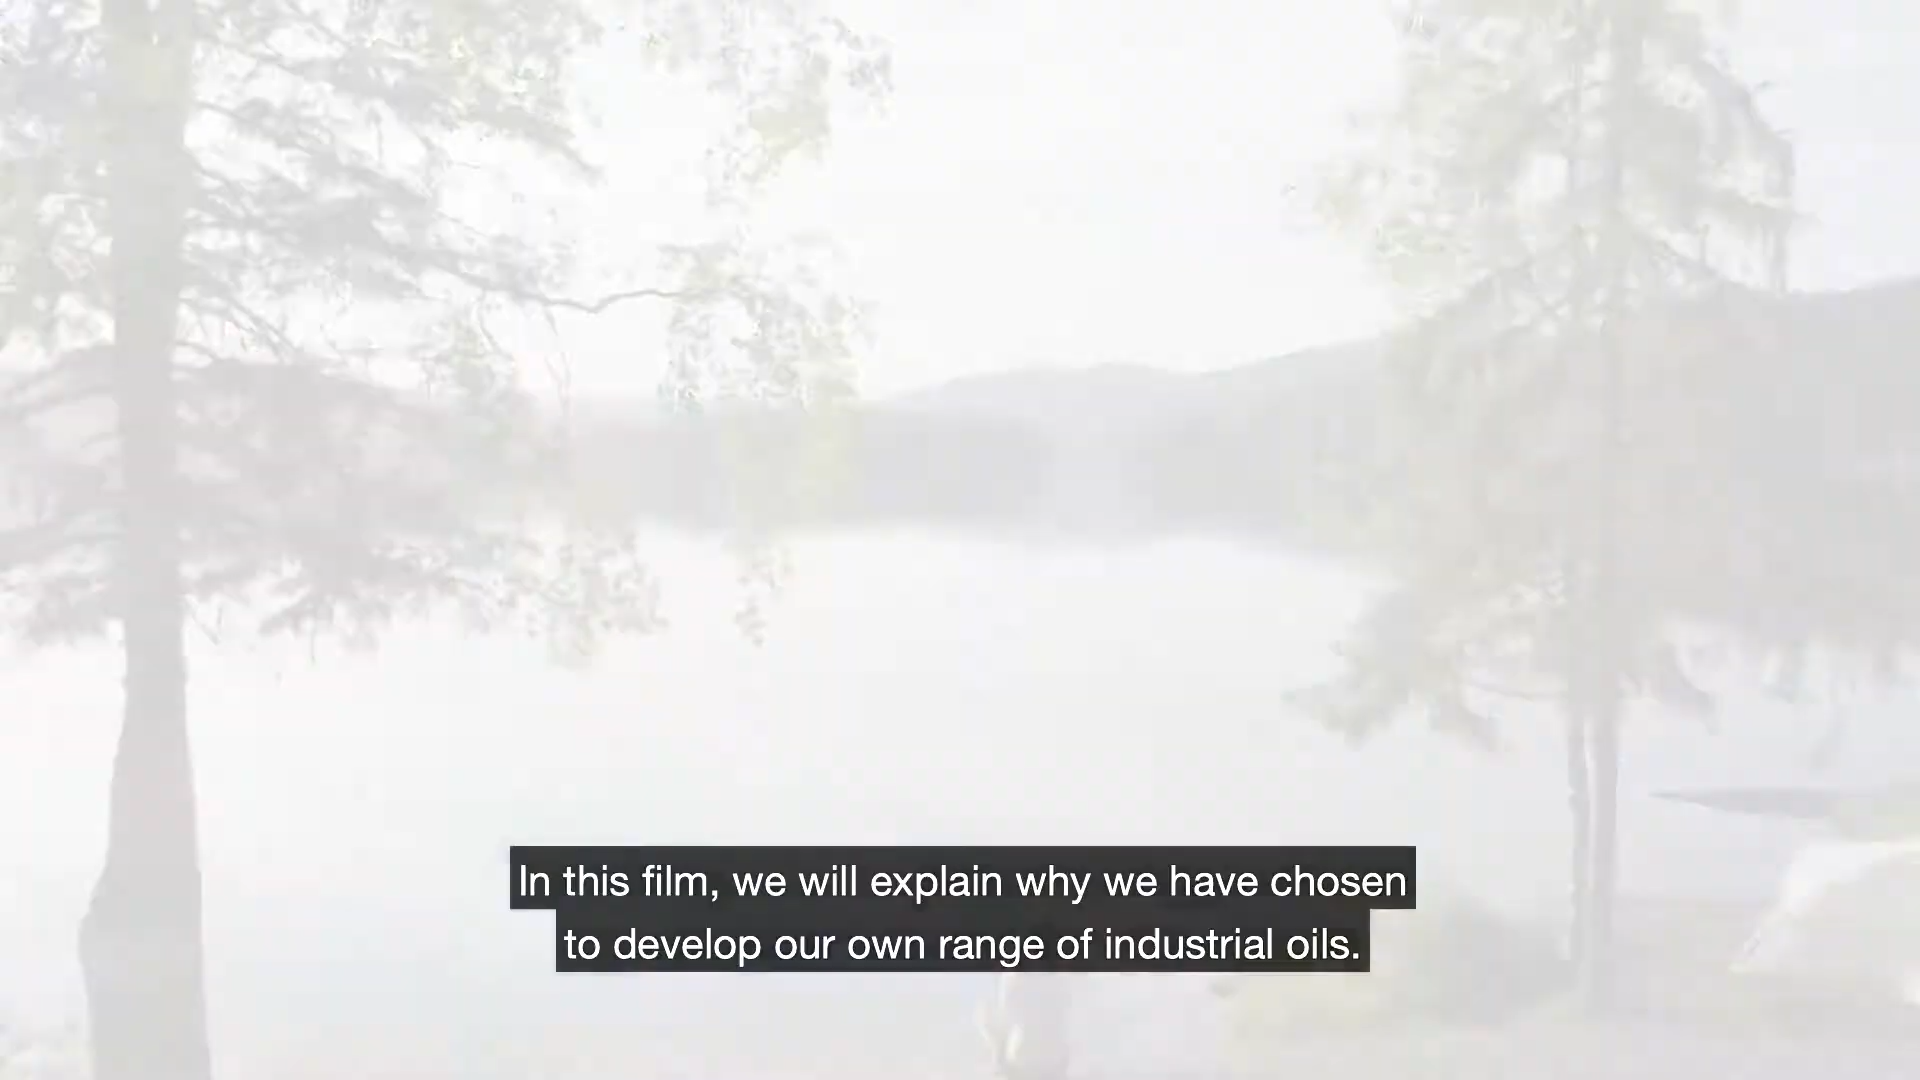 In this film, we will explain why we have chosen
to develop our own range of industrial oils.